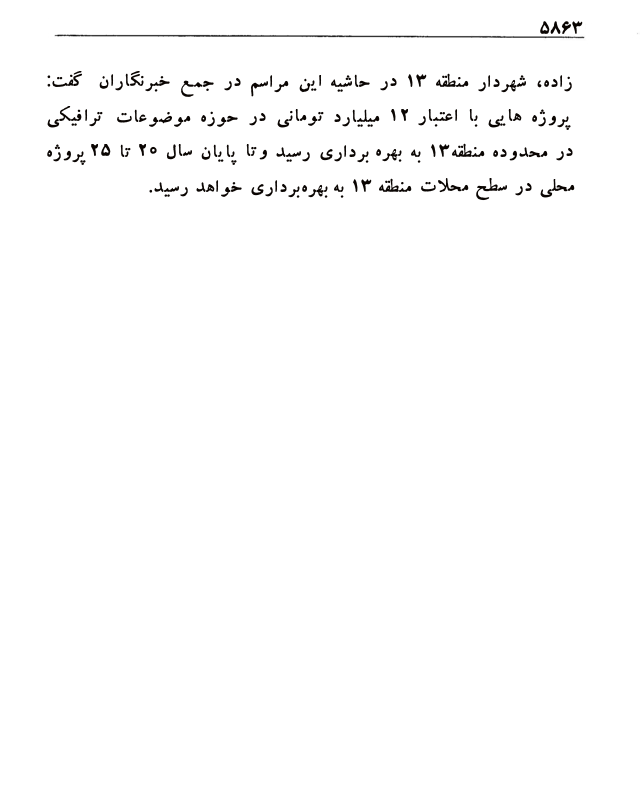 ۵۸۶۳
زاده، شهردار منطقه ۱۳ در حاشیه این مراسم در جمع خبرنگاران گفت:
پروژه هایی با اعتبار ۱۲ میلیارد تومانی در حوزه موضوعات ترافیکی
در محدوده منطقه۱۳ به بهره برداری رسید و تا پایان سال ۲۰ تا ۲۵ پروژه
محلی در سطح محلات منطقه ۱۳ به بهره‌برداری خواهد رسید.